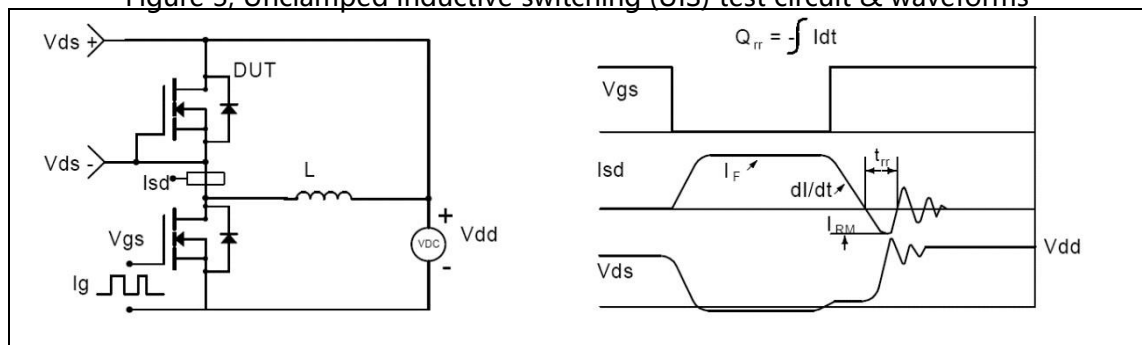 Figure 3, Unclamped inductive switching (UIS) test circuit & waveforms
Vds +
DUT
Vds -
Isd
L
Vgs
Ig
+
VDC
-
Vdd
Q rr = -∫ Idt
Vgs
Isd
I F
dI/dt
t rr
I RM
Vdd
Vds